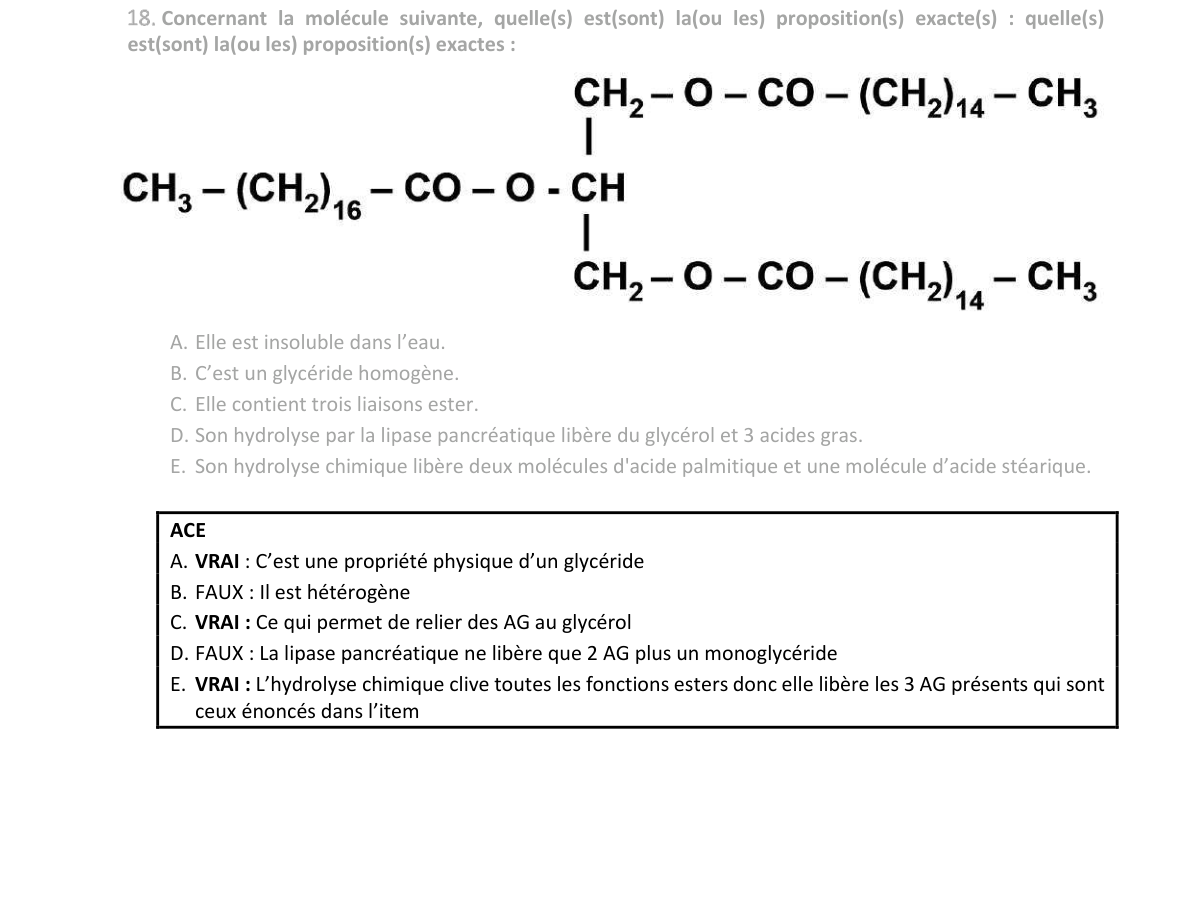 18. Concernant la molécule suivante, quelle(s) est(sont) la(ou les) proposition(s) exacte(s) : quelle(s)
est(sont) la(ou les) proposition(s) exactes :
CH2 – O – CO – (CH2)14 – CH3
|
CH3 – (CH2)16 – CO – O - CH
|
CH2 – O – CO – (CH2)14 – CH3
A. Elle est insoluble dans l’eau.
B. C’est un glycéride homogène.
C. Elle contient trois liaisons ester.
D. Son hydrolyse par la lipase pancréatique libère du glycérol et 3 acides gras.
E. Son hydrolyse chimique libère deux molécules d'acide palmitique et une molécule d’acide stéarique.
ACE
A. VRAI : C’est une propriété physique d’un glycéride
B. FAUX : Il est hétérogène
C. VRAI : Ce qui permet de relier des AG au glycérol
D. FAUX : La lipase pancréatique ne libère que 2 AG plus un monoglycéride
E. VRAI : L’hydrolyse chimique clive toutes les fonctions esters donc elle libère les 3 AG présents qui sont
ceux énoncés dans l’item